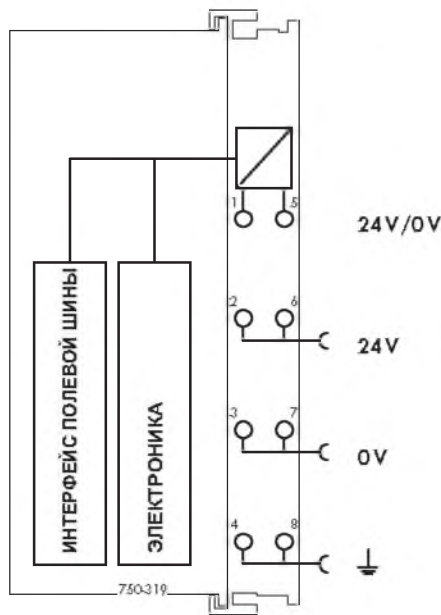 1 5
24V/0V
2 6
24V
3 7
0V
4 8
ИНТЕРФЕЙС ПОЛЕВОЙ ШИНЫ
ЭЛЕКТРОНИКА
750-319